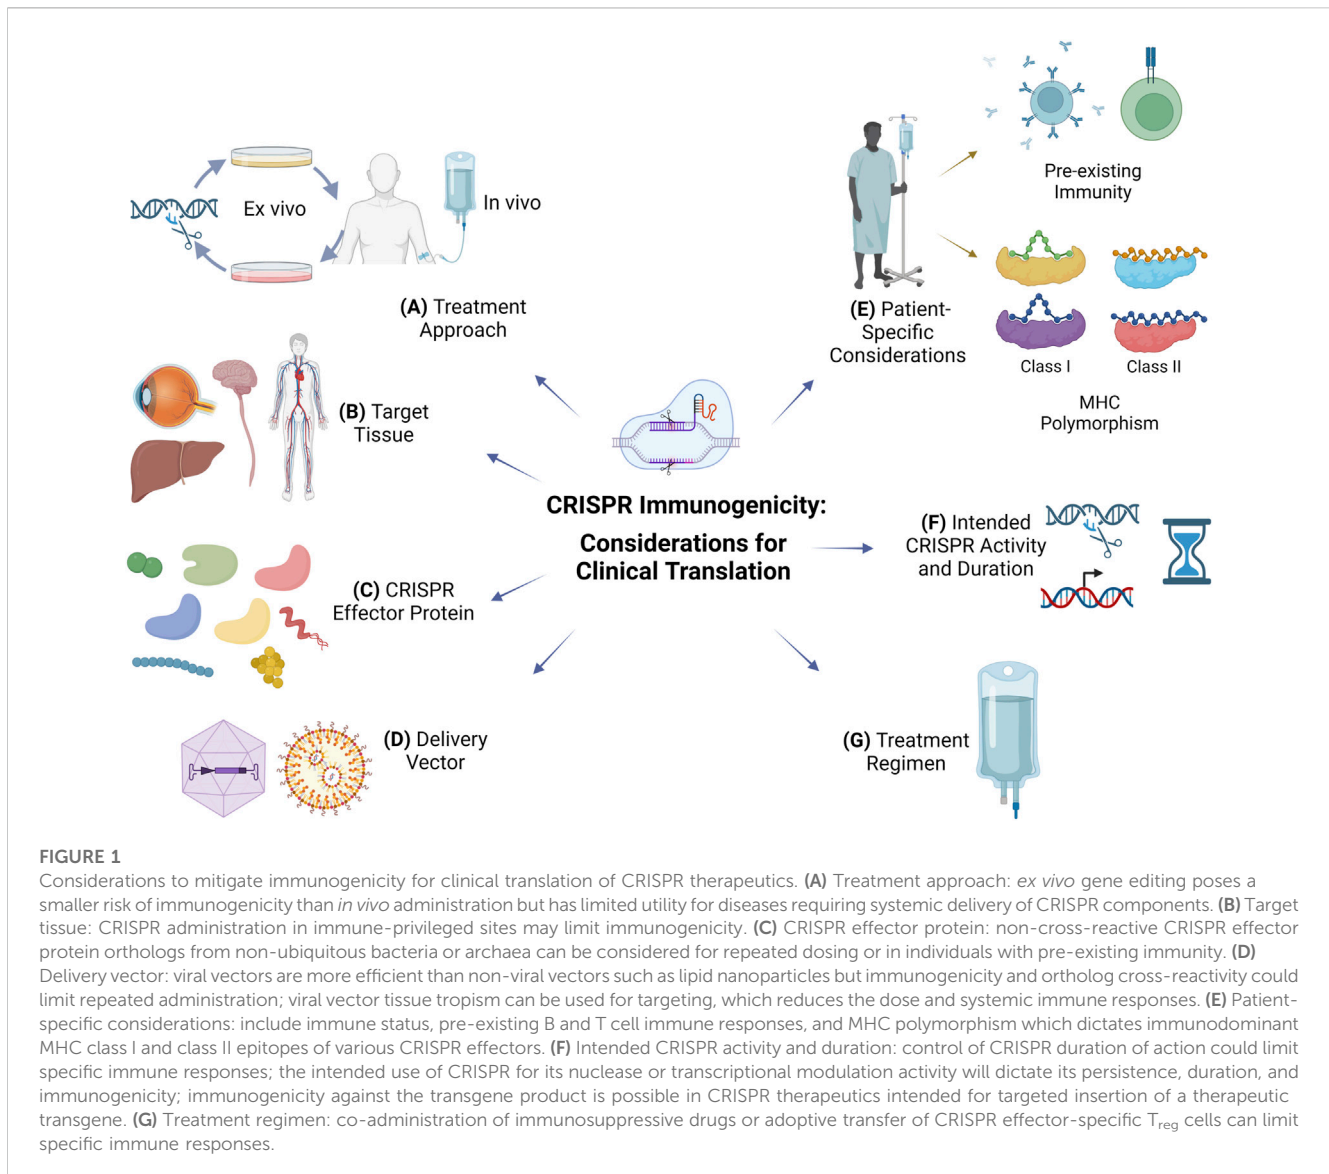 Ex vivo
In vivo
(A) Treatment
Approach
(B) Target
Tissue
(C) CRISPR
Effector Protein
(D) Delivery
Vector
CRISPR Immunogenicity:
Considerations for
Clinical Translation
Pre-existing
Immunity
(E) Patient-
Specific
Considerations
Class I
Class II
MHC
Polymorphism
(F) Intended
CRISPR Activity
and Duration
(G) Treatment
Regimen
FIGURE 1
Considerations to mitigate immunogenicity for clinical translation of CRISPR therapeutics. (A) Treatment approach: ex vivo gene editing poses a
smaller risk of immunogenicity than in vivo administration but has limited utility for diseases requiring systemic delivery of CRISPR components. (B) Target
tissue: CRISPR administration in immune-privileged sites may limit immunogenicity. (C) CRISPR effector protein: non-cross-reactive CRISPR effector
protein orthologs from non-ubiquitous bacteria or archaea can be considered for repeated dosing or in individuals with pre-existing immunity. (D)
Delivery vector: viral vectors are more efficient than non-viral vectors such as lipid nanoparticles but immunogenicity and ortholog cross-reactivity could
limit repeated administration; viral vector tissue tropism can be used for targeting, which reduces the dose and systemic immune responses. (E) Patient-
specific considerations: include immune status, pre-existing B and T cell immune responses, and MHC polymorphism which dictates immunodominant
MHC class I and class II epitopes of various CRISPR effectors. (F) Intended CRISPR activity and duration: control of CRISPR duration of action could limit
specific immune responses; the intended use of CRISPR for its nuclease or transcriptional modulation activity will dictate its persistence, duration, and
immunogenicity; immunogenicity against the transgene product is possible in CRISPR therapeutics intended for targeted insertion of a therapeutic
transgene. (G) Treatment regimen: co-administration of immunosuppressive drugs or adoptive transfer of CRISPR effector-specific Treg cells can limit
specific immune responses.